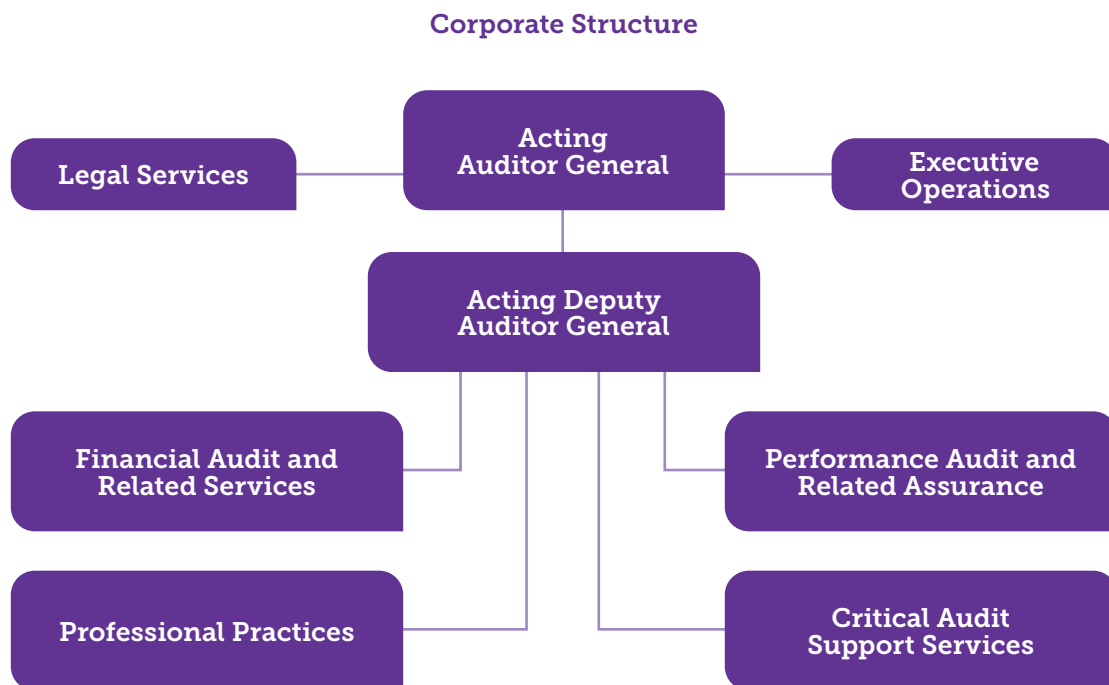 Corporate Structure
Acting
Auditor General
Legal Services
Executive
Operations
Acting Deputy
Auditor General
Financial Audit and
Related Services
Performance Audit and
Related Assurance
Professional Practices
Critical Audit
Support Services